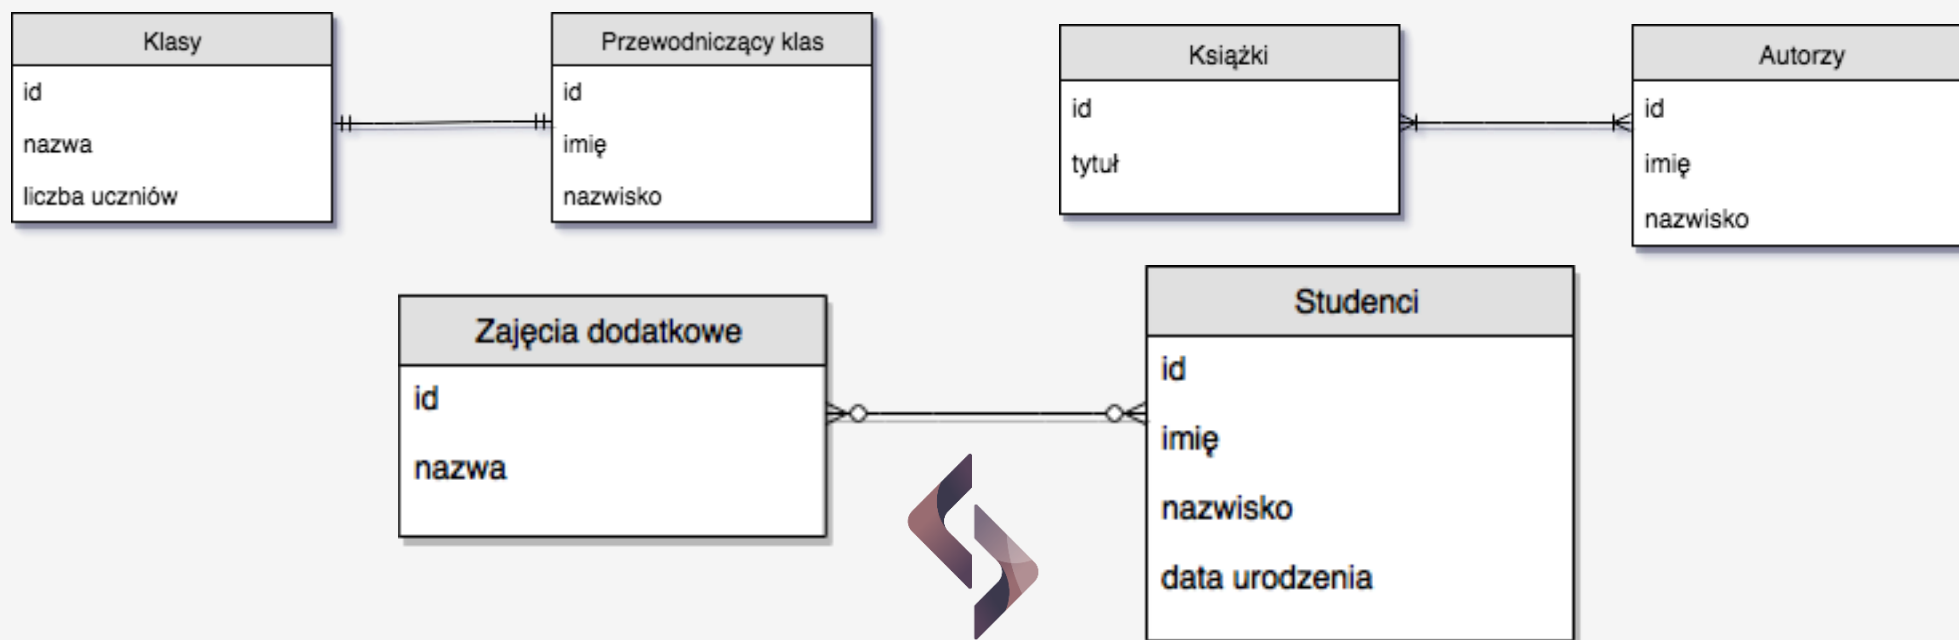 Klasy
id
nazwa
liczba uczniów
Przewodniczący klas
id
imię
nazwisko
Książki
id
tytuł
Autorzy
id
imię
nazwisko
Zajęcia dodatkowe
id
nazwa
Studenci
id
imię
nazwisko
data urodzenia